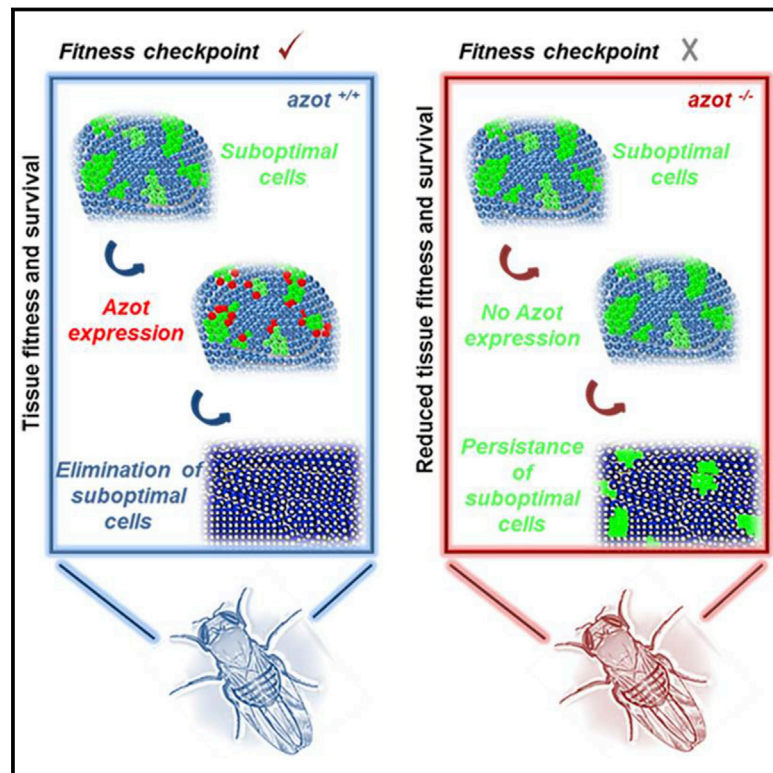 Fitness checkpoint ✓
Tissue fitness and survival
azot +/+
Suboptimal
cells
Azot
expression
Elimination of
suboptimal
cells
Fitness checkpoint X
Reduced tissue fitness and survival
azot -/-
Suboptimal
cells
No Azot
expression
Persistance
of
suboptimal
cells